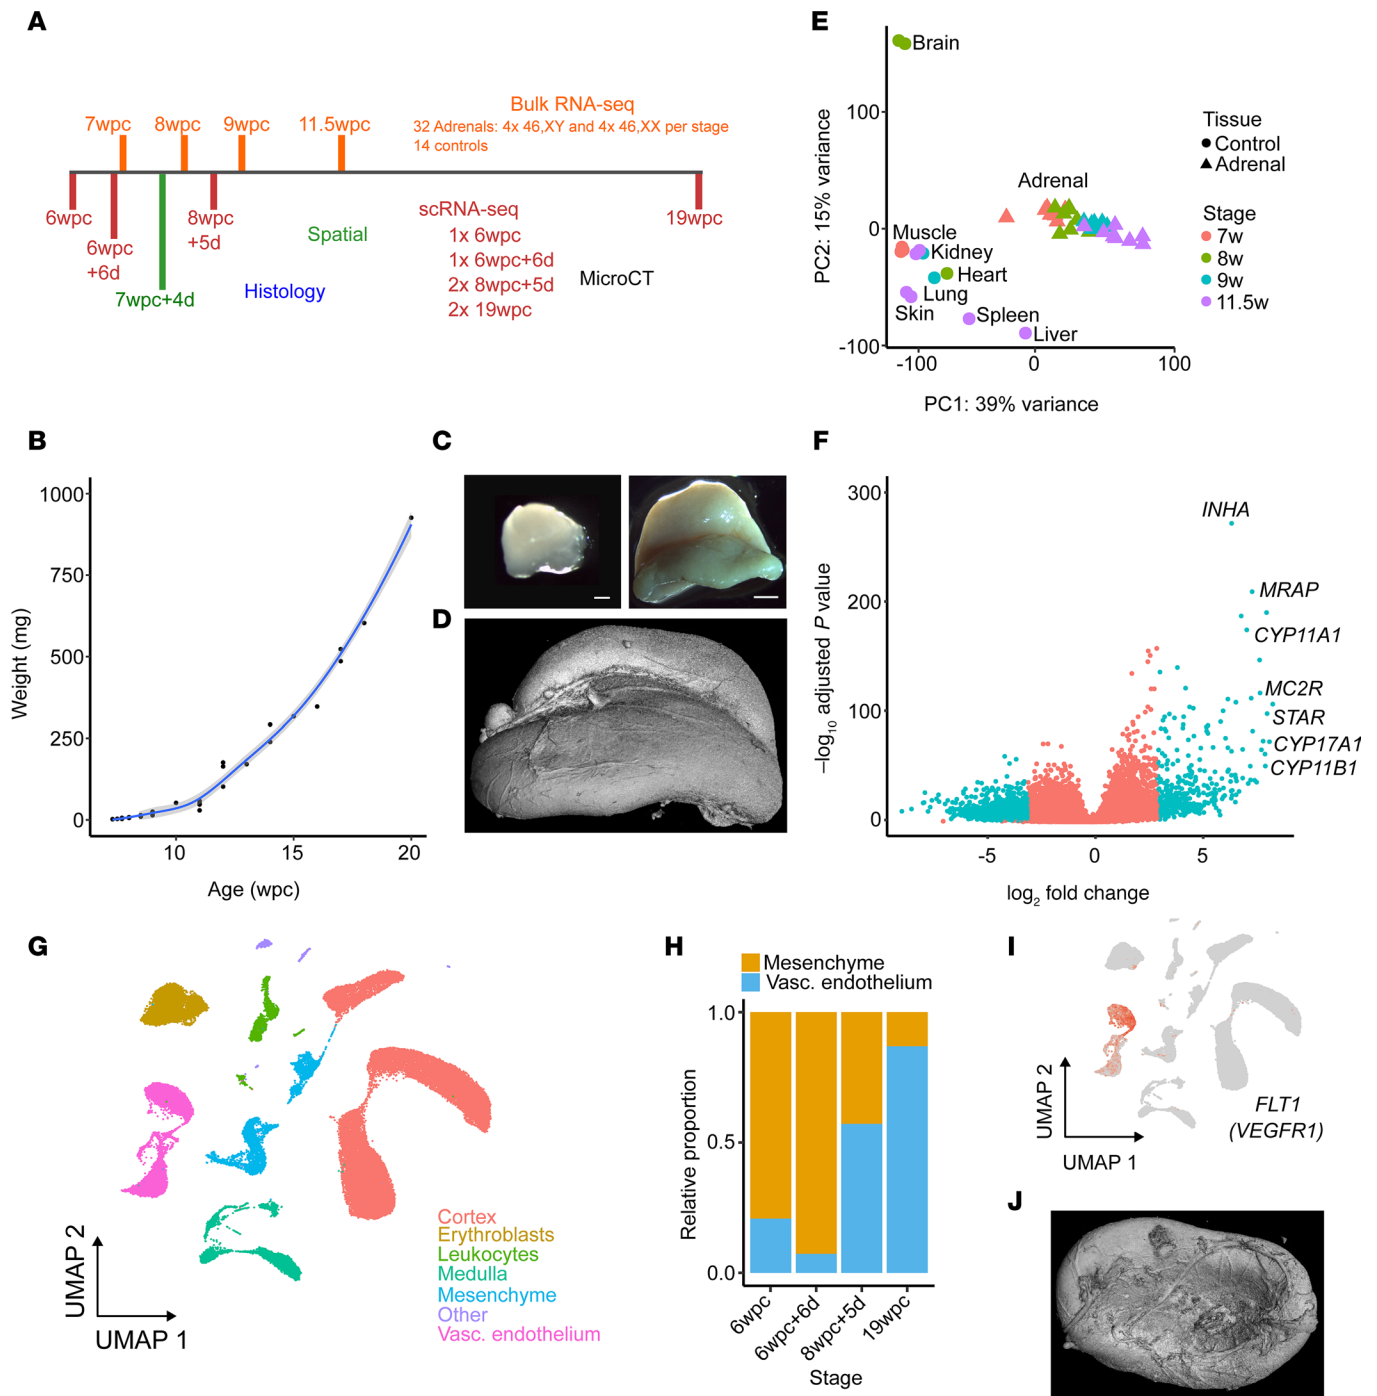 A
Bulk RNA-seq
7wpc
8wpc
9wpc
11.5wpc
32 Adrenals: 4x 46,XY and 4x 46,XX per stage
14 controls
6wpc
6wpc
+6d
7wpc+4d
8wpc
+5d
19wpc
Spatial
Histology
scRNA-seq
1x 6wpc
1x 6wpc+6d
2x 8wpc+5d
2x 19wpc
MicroCT
E
PC2: 15% variance
100
0
-100
-100
0
100
PC1: 39% variance
Brain
Adrenal
Muscle
Kidney
Heart
Lung
Skin
Spleen
Liver
Tissue
Control
Adrenal
Stage
7w
8w
9w
11.5w
B
Weight (mg)
1000
750
500
250
0
10
15
20
Age (wpc)
C
D
F
–log10 adjusted P value
300
200
100
0
-5
0
5
log2 fold change
INHA
MRAP
CYP11A1
MC2R
STAR
CYP17A1
CYP11B1
G
UMAP 2
UMAP 1
Cortex
Erythroblasts
Leukocytes
Medulla
Mesenchyme
Other
Vasc. endothelium
H
Mesenchyme
Vasc. endothelium
Relative proportion
1.0
0.5
0.0
6wpc
6wpc+6d
8wpc+5d
19wpc
Stage
I
UMAP 2
UMAP 1
FLT1
(VEGFR1)
J